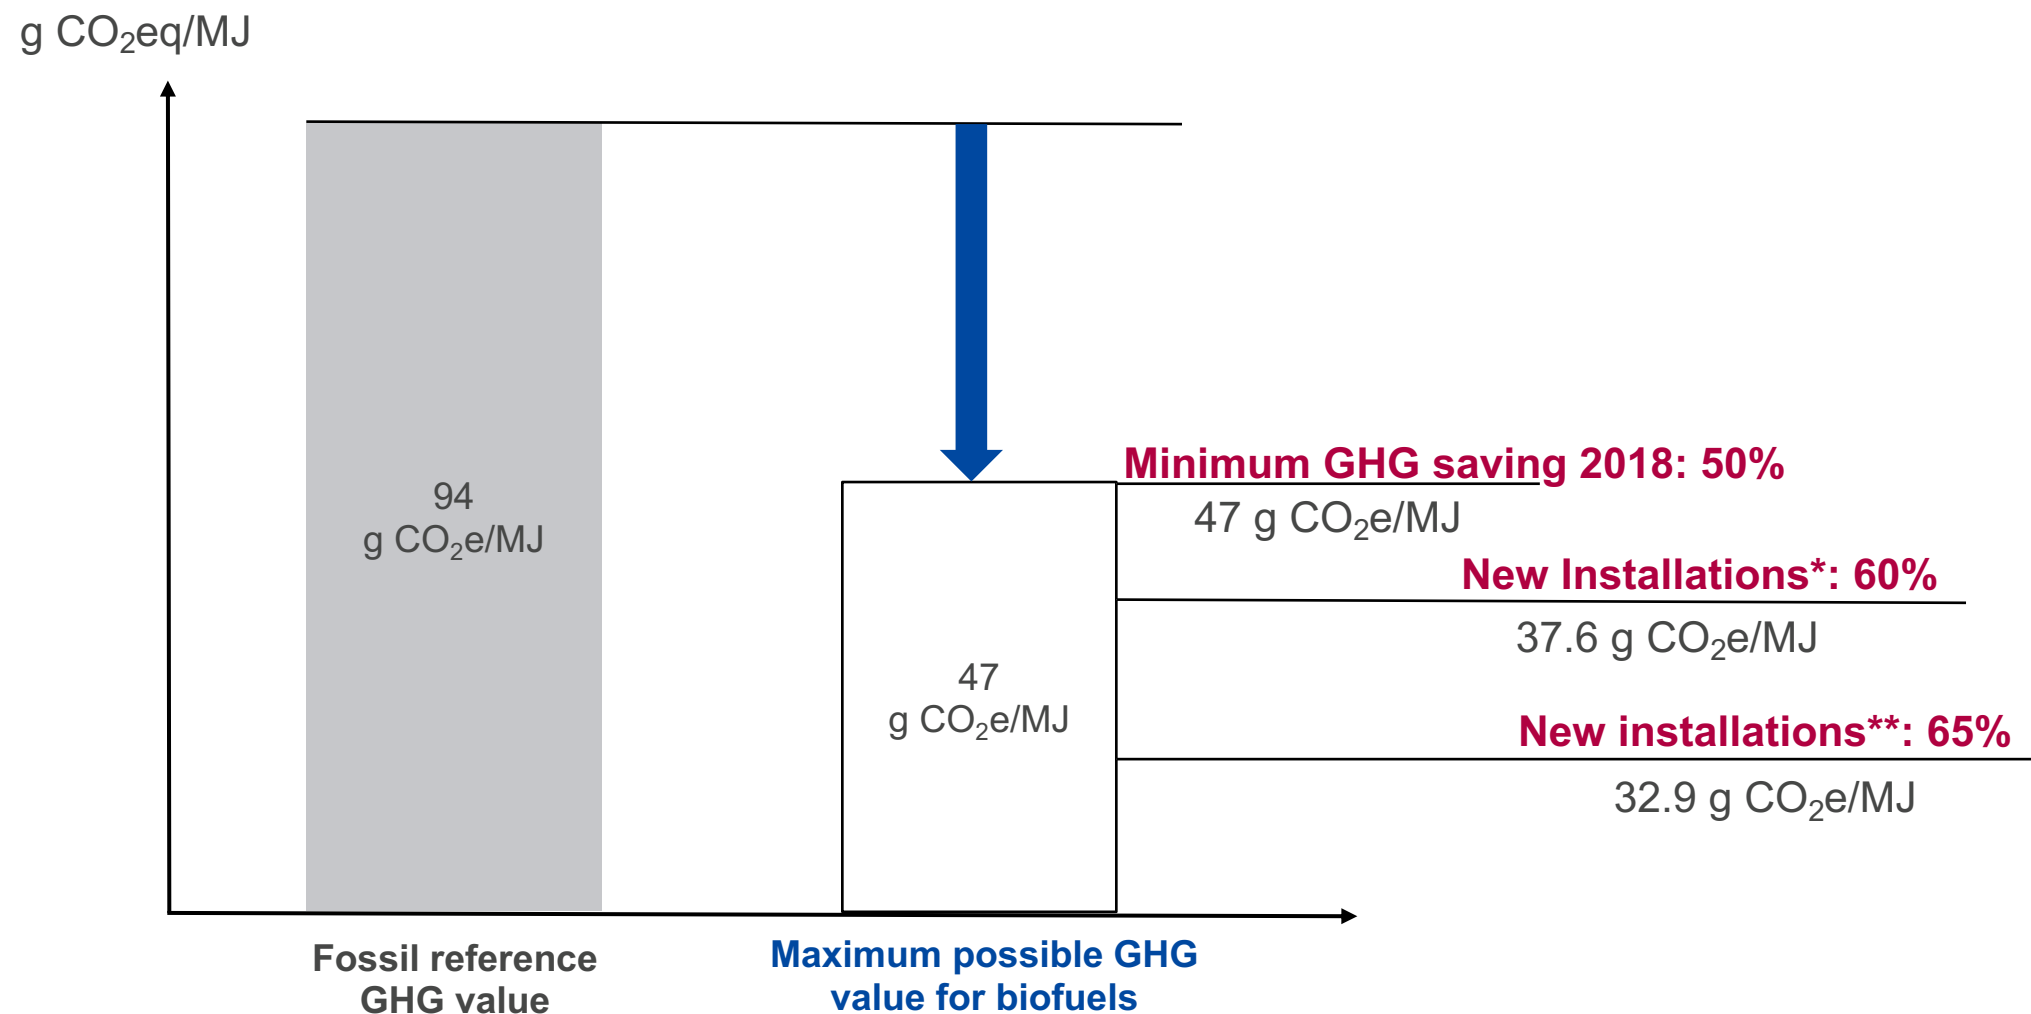 g CO₂eq/MJ
94
g CO₂e/MJ
Minimum GHG saving 2018: 50%
47 g CO₂e/MJ
New Installations*: 60%
37.6 g CO₂e/MJ
47
g CO₂e/MJ
New installations**: 65%
32.9 g CO₂e/MJ
Fossil reference
GHG value
Maximum possible GHG
value for biofuels